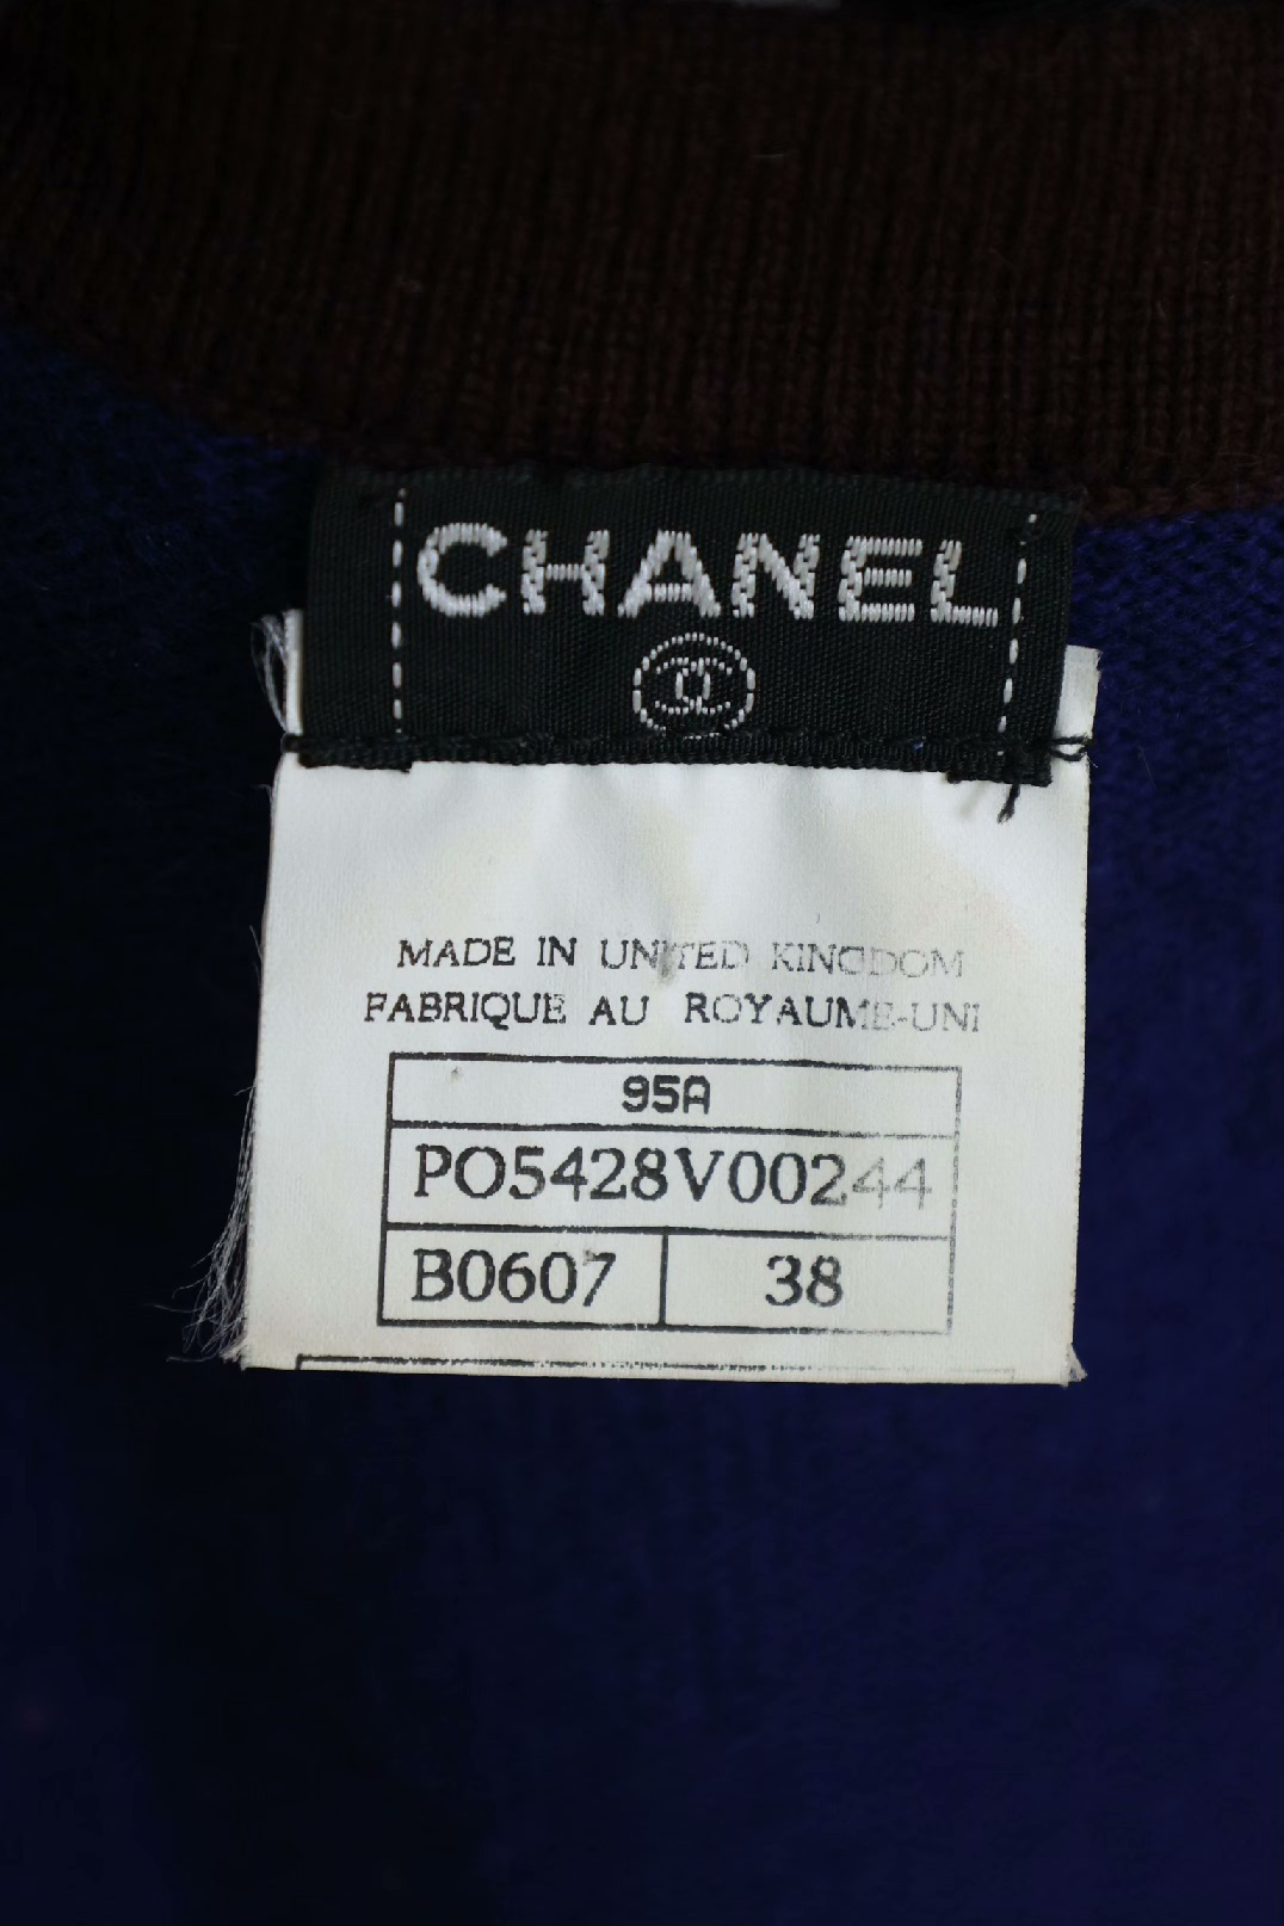 CHANEL
MADE IN UNITED KINGDOM
FABRIQUE AU ROYAUME-UNI
95A
PO5428V00244
B0607 38